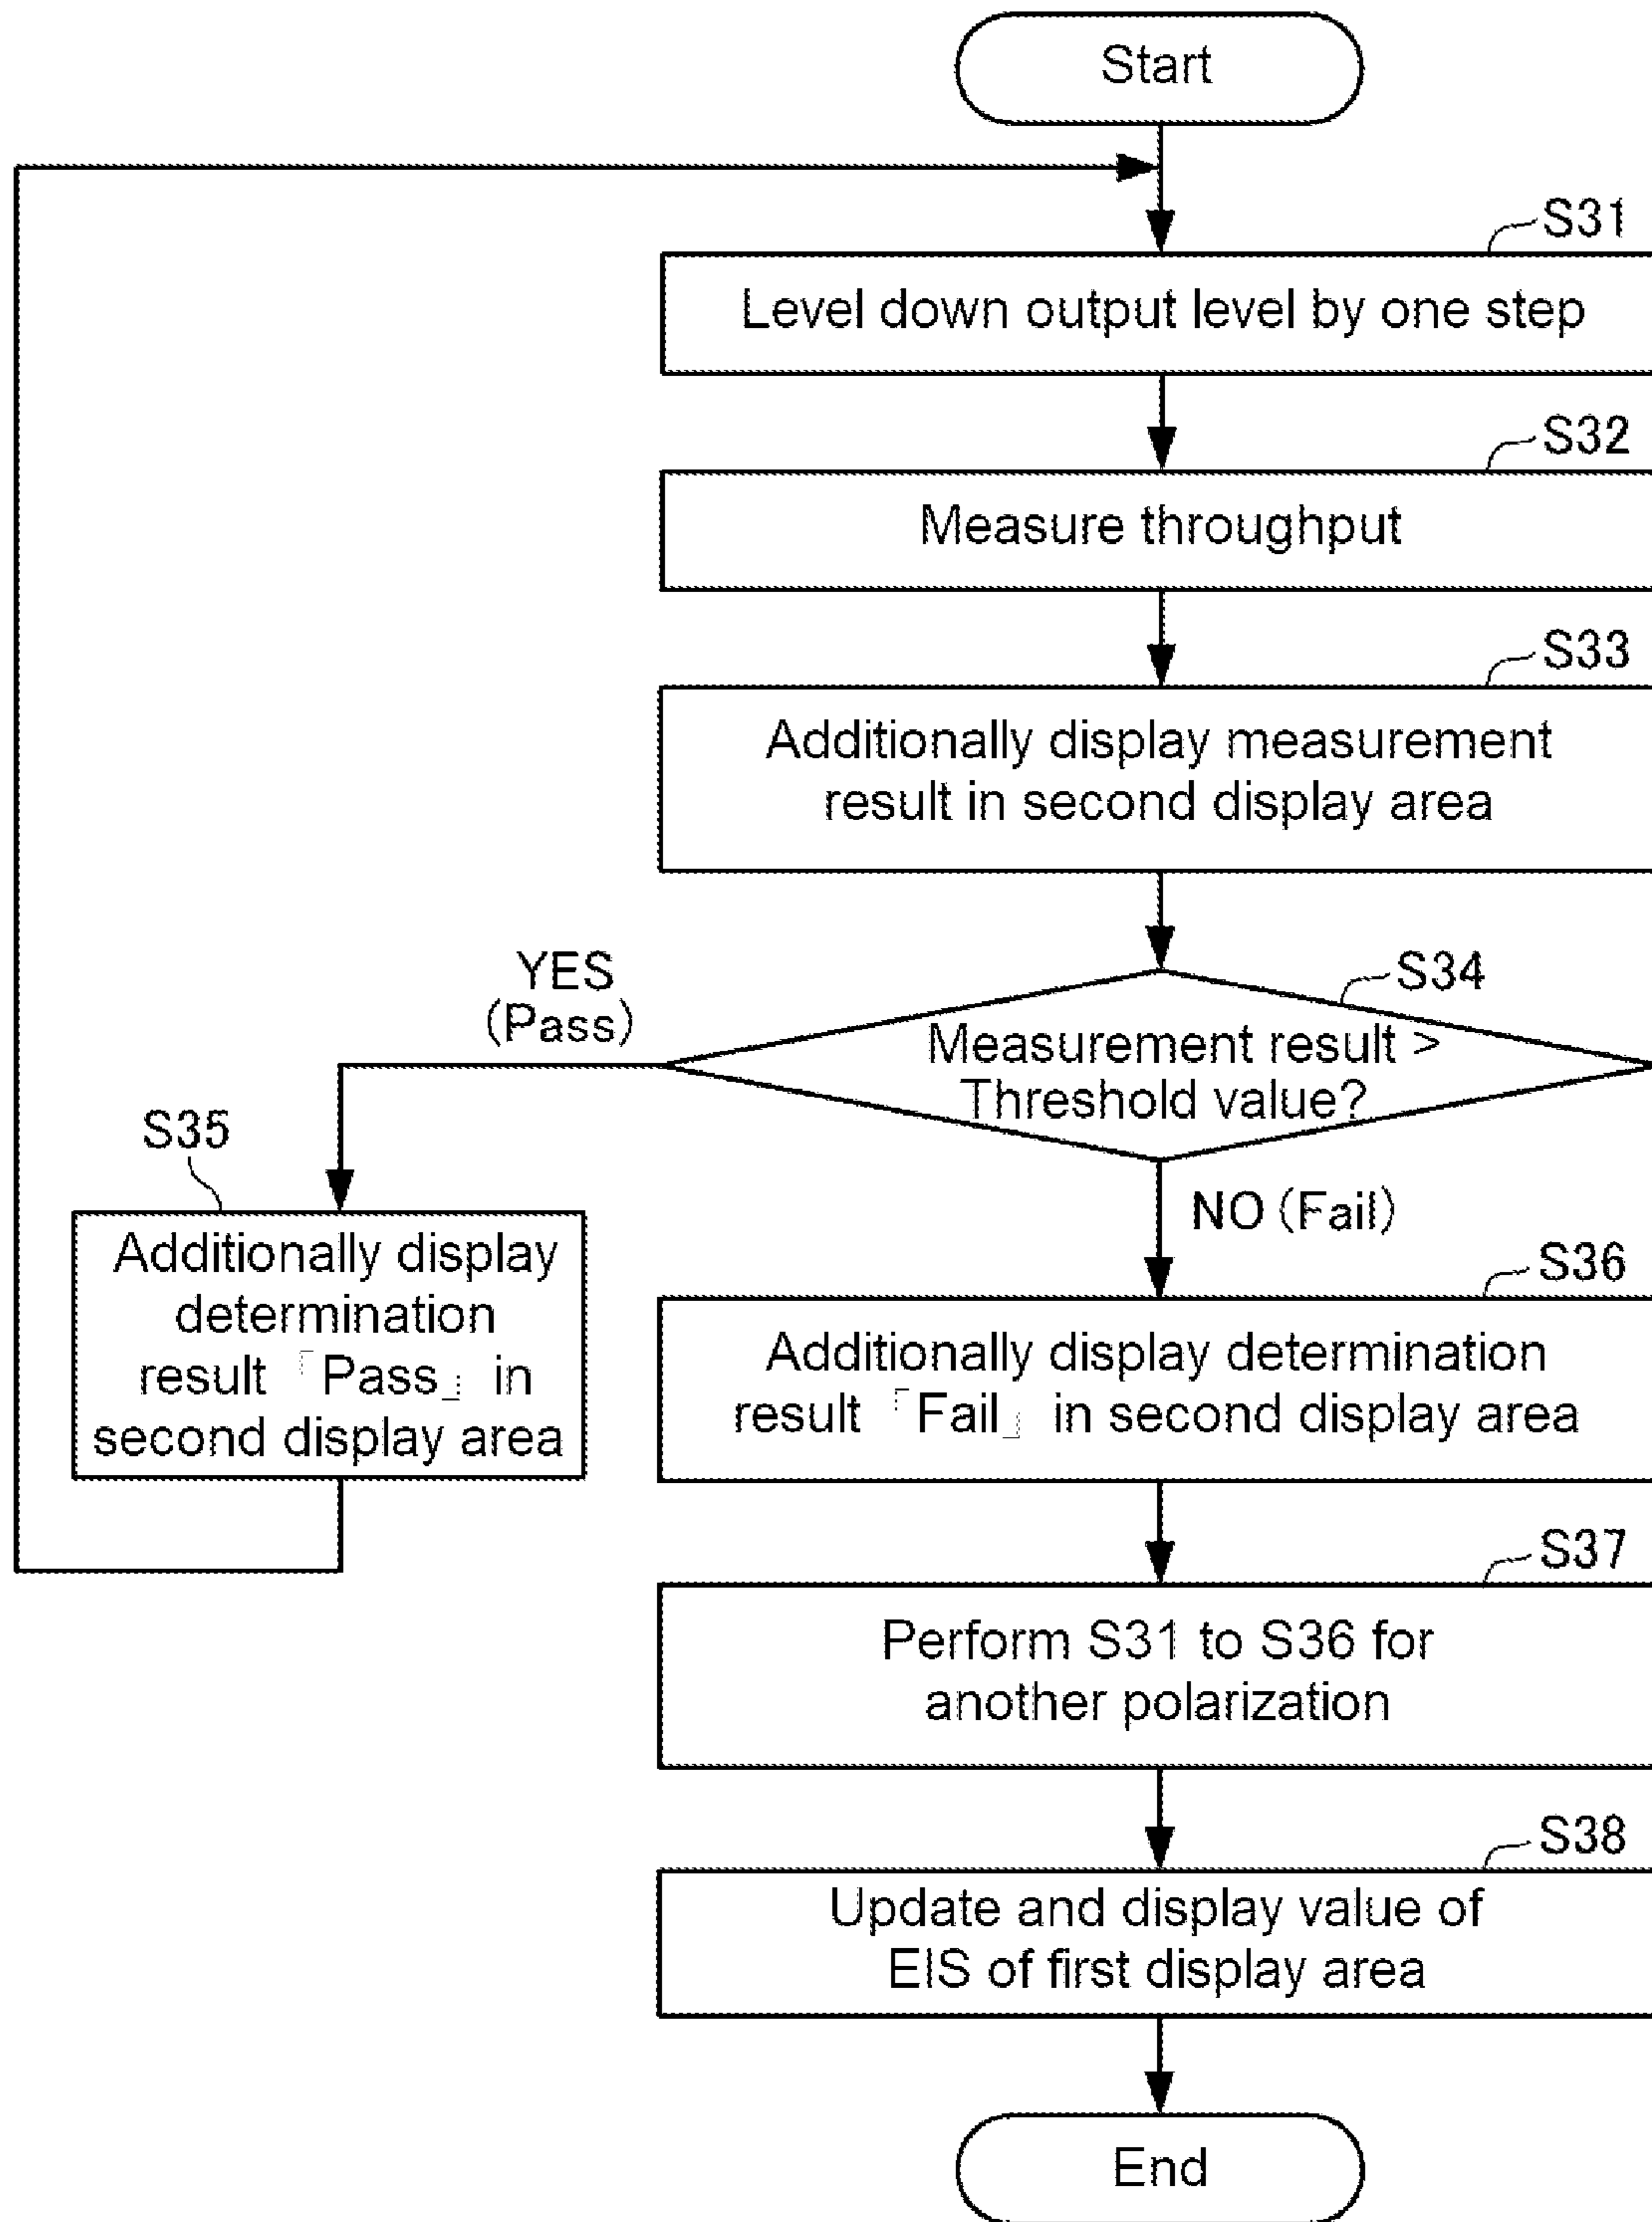 Start
S31
Level down output level by one step
S32
Measure throughput
S33
Additionally display measurement
result in second display area
S34
Measurement result >
Threshold value?
YES
(Pass)
NO (Fail)
S35
Additionally display
determination
result「Pass」in
second display area
S36
Additionally display determination
result「Fail」in second display area
S37
Perform S31 to S36 for
another polarization
S38
Update and display value of
EIS of first display area
End